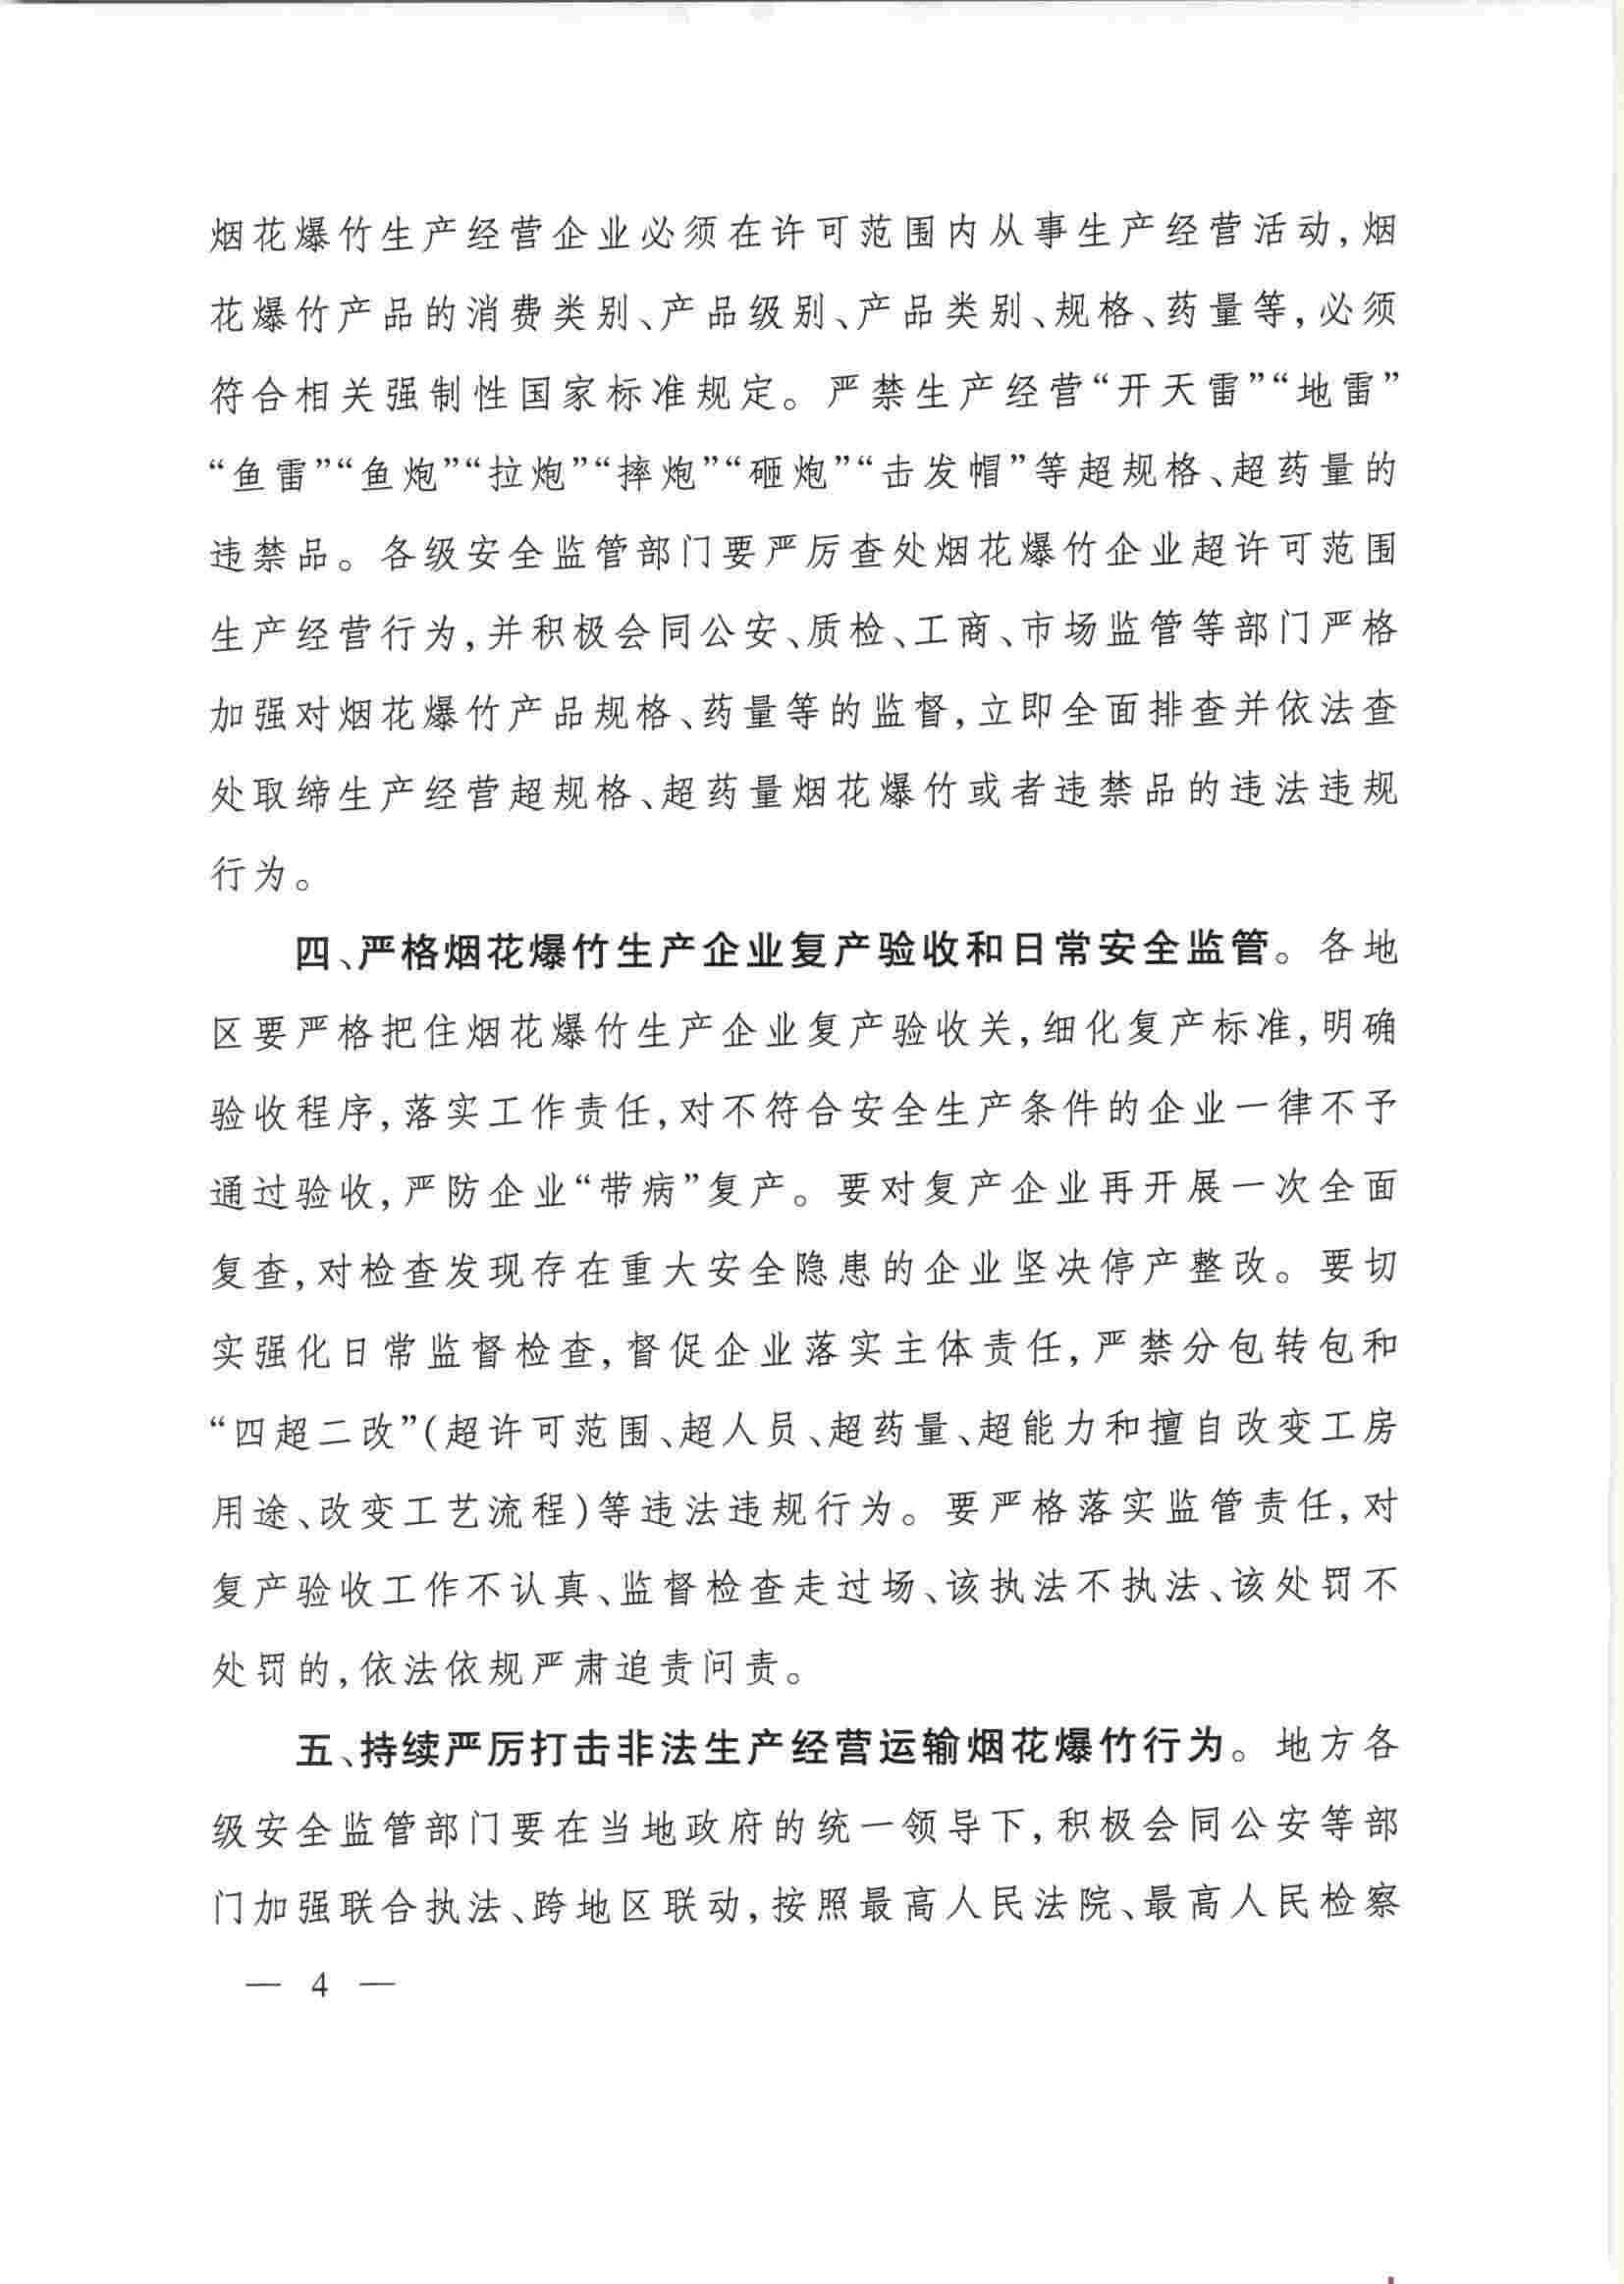 烟花爆竹生产经营企业必须在许可范围内从事生产经营活动,烟
花爆竹产品的消费类别、产品级别、产品类别、规格、药量等,必须
符合相关强制性国家标准规定。严禁生产经营“开天雷”“地雷”
“鱼雷”“鱼炮”“拉炮”“摔炮”“砸炮”“击发帽”等超规格、超药量的
违禁品。各级安全监管部门要严厉查处烟花爆竹企业超许可范围
生产经营行为,并积极会同公安、质检、工商、市场监管等部门严格
加强对烟花爆竹产品规格、药量等的监督,立即全面排查并依法查
处取缔生产经营超规格、超药量烟花爆竹或者违禁品的违法违规
行为。
四、严格烟花爆竹生产企业复产验收和日常安全监管。各地
区要严格把住烟花爆竹生产企业复产验收关,细化复产标准,明确
验收程序,落实工作责任,对不符合安全生产条件的企业一律不予
通过验收,严防企业“带病”复产。要对复产企业再开展一次全面
复查,对检查发现存在重大安全隐患的企业坚决停产整改。要切
实强化日常监督检查,督促企业落实主体责任,严禁分包转包和
“四超二改”(超许可范围、超人员、超药量、超能力和擅自改变工房
用途、改变工艺流程)等违法违规行为。要严格落实监管责任,对
复产验收工作不认真、监督检查走过场、该执法不执法、该处罚不
处罚的,依法依规严肃追责问责。
五、持续严厉打击非法生产经营运输烟花爆竹行为。地方各
级安全监管部门要在当地政府的统一领导下,积极会同公安等部
门加强联合执法、跨地区联动,按照最高人民法院、最高人民检察
— 4 —